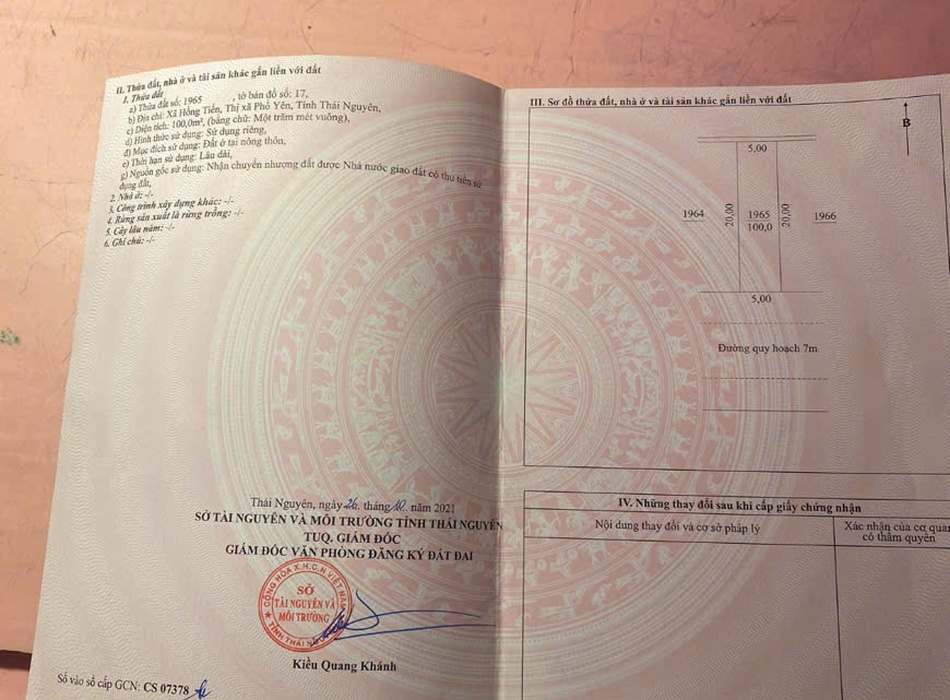 II. Thửa đất, nhà ở và tài sản khác gắn liền với đất
1. Thửa đất
a) Thửa đất số: 1965 , tờ bản đồ số: 17,
b) Địa chỉ: Xã Hồng Tiến, Thị xã Phổ Yên, Tỉnh Thái Nguyên,
c) Diện tích: 100,0m², (bằng chữ: Một trăm mét vuông),
d) Hình thức sử dụng: Sử dụng riêng,
đ) Mục đích sử dụng: Đất ở tại nông thôn,
e) Thời hạn sử dụng: Lâu dài,
g) Nguồn gốc sử dụng: Nhận chuyển nhượng đất được Nhà nước giao đất có thu tiền sử
dụng đất,
2. Nhà ở: -/-
3. Công trình xây dựng khác: -/-
4. Rừng sản xuất là rừng trồng: -/-
5. Cây lâu năm: -/-
6. Ghi chú: -/-
Thái Nguyên, ngày 26 tháng 10 năm 2021
SỞ TÀI NGUYÊN VÀ MÔI TRƯỜNG TỈNH THÁI NGUYÊN
TUQ. GIÁM ĐỐC
GIÁM ĐỐC VĂN PHÒNG ĐĂNG KÝ ĐẤT ĐAI
CỘNG HÒA X.H.C.N VIỆT NAM
SỞ
TÀI NGUYÊN VÀ
MÔI TRƯỜNG
TỈNH THÁI
Kiều Quang Khánh
Số vào sổ cấp GCN: CS 07378
III. Sơ đồ thửa đất, nhà ở và tài sản khác gắn liền với đất
B
5,00
1964
20,00
1965
100,0
20,00
1966
5,00
Đường quy hoạch 7m
IV. Những thay đổi sau khi cấp giấy chứng nhận
Nội dung thay đổi và cơ sở pháp lý
Xác nhận của cơ quan
có thẩm quyền